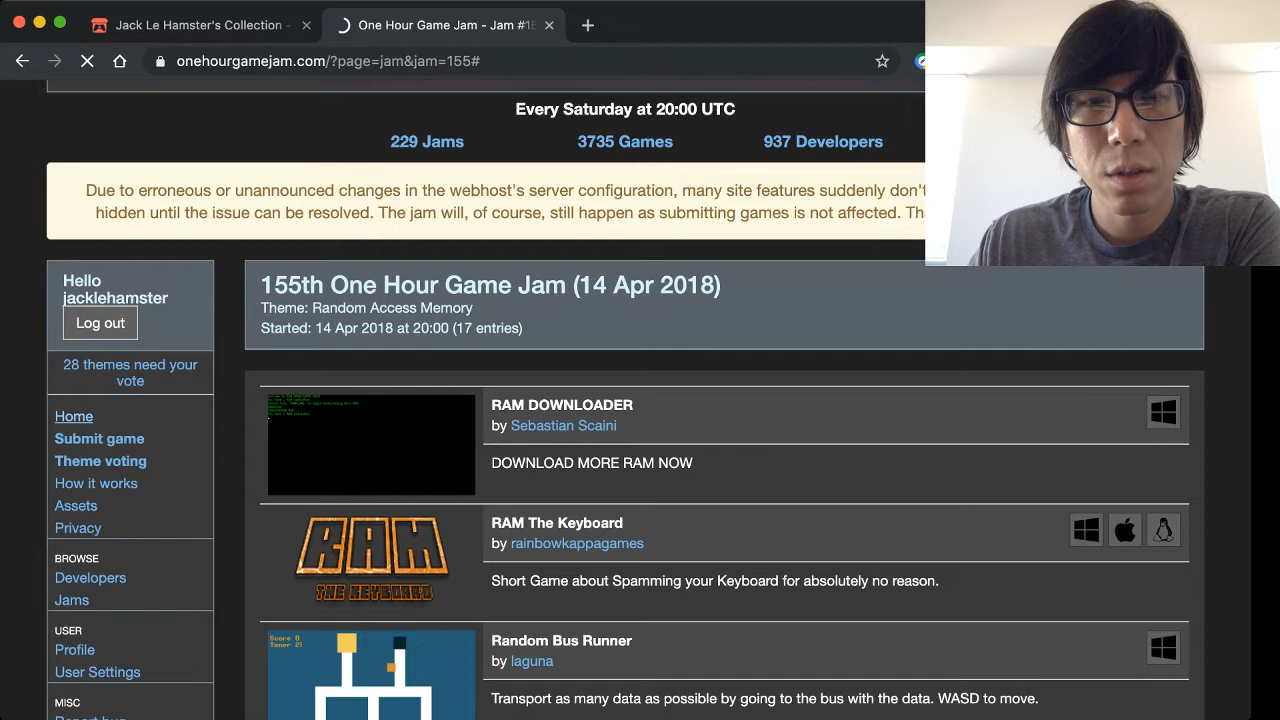 Jack Le Hamster's Collection -
One Hour Game Jam - Jam #15
onehourgamejam.com/?page=jam&jam=155#
Every Saturday at 20:00 UTC
229 Jams
3735 Games
937 Developers
Due to erroneous or unannounced changes in the webhost's server configuration, many site features suddenly don't
hidden until the issue can be resolved. The jam will, of course, still happen as submitting games is not affected.
Hello
jacklehamster
Log out
28 themes need your
vote
Home
Submit game
Theme voting
How it works
Assets
Privacy
BROWSE
Developers
Jams
USER
Profile
User Settings
MISC
155th One Hour Game Jam (14 Apr 2018)
Theme: Random Access Memory
Started: 14 Apr 2018 at 20:00 (17 entries)
RAM DOWNLOADER
by Sebastian Scaini
DOWNLOAD MORE RAM NOW
RAM
THE KEYBOARD
RAM The Keyboard
by rainbowkappagames
Short Game about Spamming your Keyboard for absolutely no reason.
Score 0
Timer 21
Random Bus Runner
by laguna
Transport as many data as possible by going to the bus with the data. WASD to move.